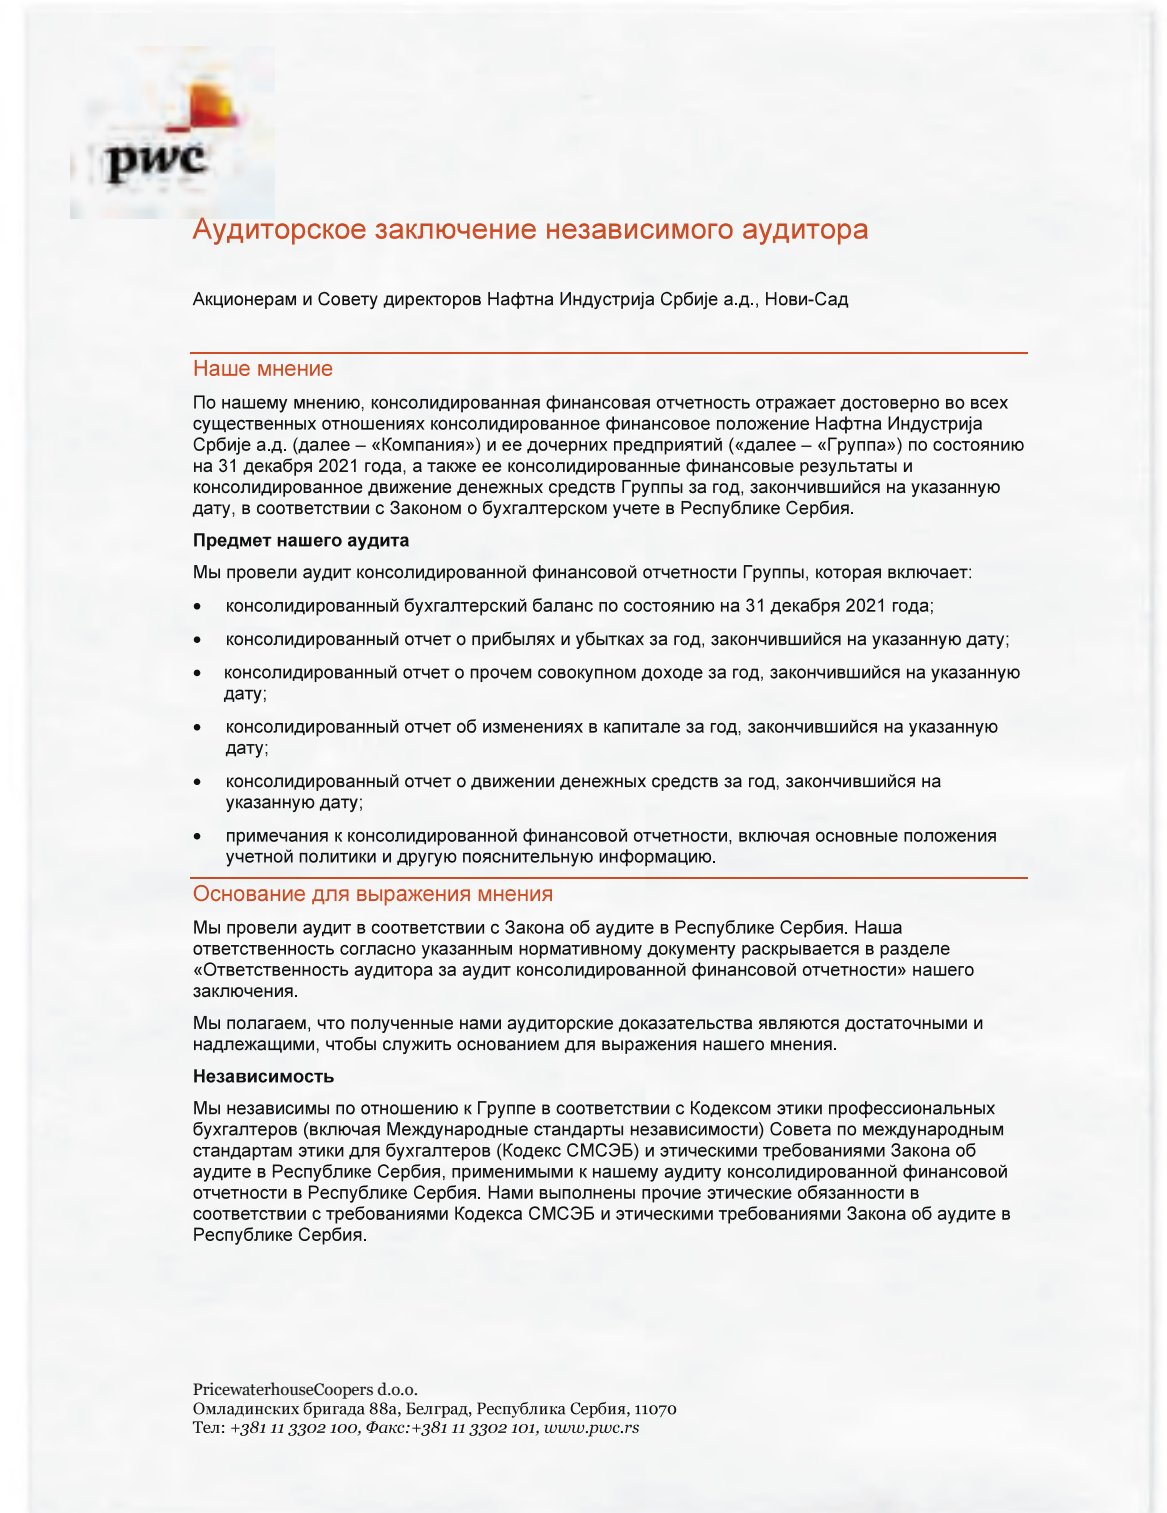 pwc
Аудиторское заключение независимого аудитора
Акционерам и Совету директоров Нафтна Индустрија Србије а.д., Нови-Сад
Наше мнение
По нашему мнению, консолидированная финансовая отчетность отражает достоверно во всех
существенных отношениях консолидированное финансовое положение Нафтна Индустрија
Србије а.д. (далее – «Компания») и ее дочерних предприятий («далее – «Группа») по состоянию
на 31 декабря 2021 года, а также ее консолидированные финансовые результаты и
консолидированное движение денежных средств Группы за год, закончившийся на указанную
дату, в соответствии с Законом о бухгалтерском учете в Республике Сербия.
Предмет нашего аудита
Мы провели аудит консолидированной финансовой отчетности Группы, которая включает:
• консолидированный бухгалтерский баланс по состоянию на 31 декабря 2021 года;
• консолидированный отчет о прибылях и убытках за год, закончившийся на указанную дату;
• консолидированный отчет о прочем совокупном доходе за год, закончившийся на указанную
дату;
• консолидированный отчет об изменениях в капитале за год, закончившийся на указанную
дату;
• консолидированный отчет о движении денежных средств за год, закончившийся на
указанную дату;
• примечания к консолидированной финансовой отчетности, включая основные положения
учетной политики и другую пояснительную информацию.
Основание для выражения мнения
Мы провели аудит в соответствии с Закона об аудите в Республике Сербия. Наша
ответственность согласно указанным нормативному документу раскрывается в разделе
«Ответственность аудитора за аудит консолидированной финансовой отчетности» нашего
заключения.
Мы полагаем, что полученные нами аудиторские доказательства являются достаточными и
надлежащими, чтобы служить основанием для выражения нашего мнения.
Независимость
Мы независимы по отношению к Группе в соответствии с Кодексом этики профессиональных
бухгалтеров (включая Международные стандарты независимости) Совета по международным
стандартам этики для бухгалтеров (Кодекс СМСЭБ) и этическими требованиями Закона об
аудите в Республике Сербия, применимыми к нашему аудиту консолидированной финансовой
отчетности в Республике Сербия. Нами выполнены прочие этические обязанности в
соответствии с требованиями Кодекса СМСЭБ и этическими требованиями Закона об аудите в
Республике Сербия.
PricewaterhouseCoopers d.o.o.
Омладинских бригада 88а, Белград, Республика Сербия, 11070
Тел: +381 11 3302 100, Факс:+381 11 3302 101, www.pwc.rs